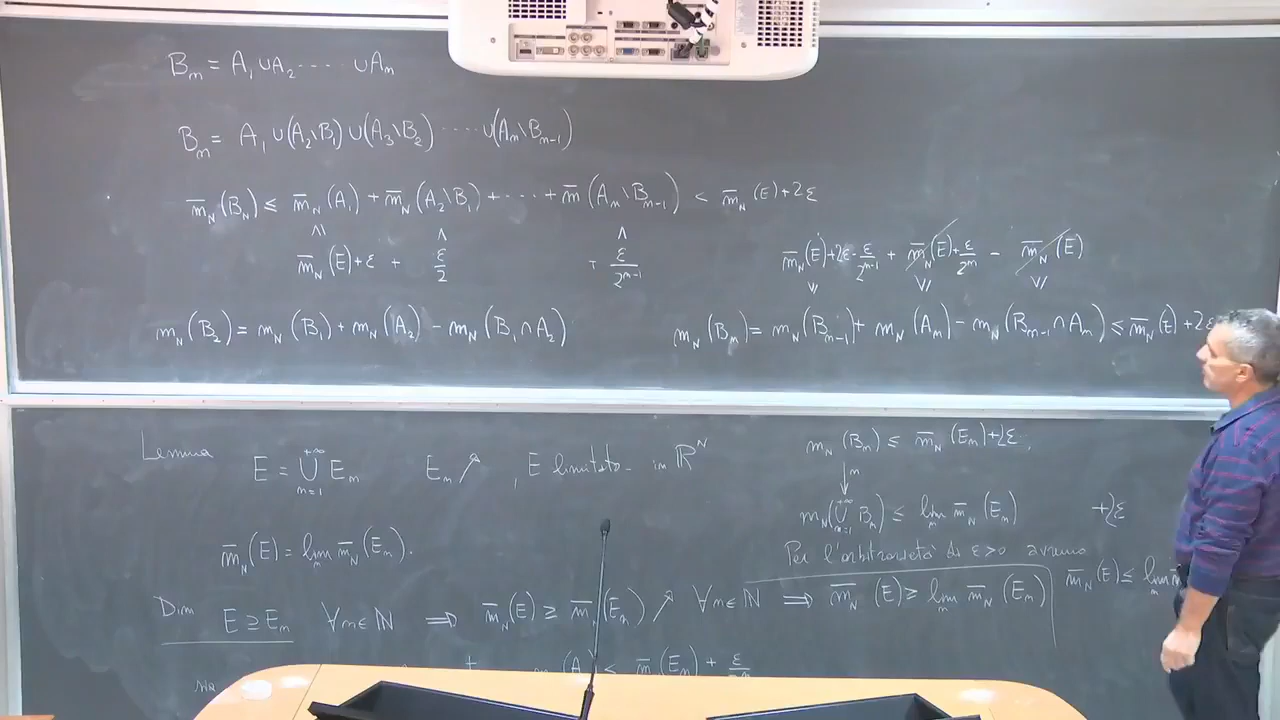 B_m = A_1 ∪ A_2 ..... ∪ A_m
B_m = A_1 ∪ (A_2 \ B_1) ∪ (A_3 \ B_2) ..... ∪ (A_m \ B_{m-1})
m̅_N(B_N) ≤ m̅_N(A_1) + m̅_N(A_2 \ B_1) + ..... + m̅(A_m \ B_{m-1}) < m̅_N(E) + 2ε
∧ ∧ ∧
m̅_N(E) + ε + ε/2 + ε/2^{m-1}
m̅_N(E) + 2ε - ε/2^{m-1} + m̅_N(E) + ε/2^m - m̅_N(E)
m_N(B_2) = m_N(B_1) + m_N(A_2) - m_N(B_1 ∩ A_2)
m_N(B_m) = m_N(B_{m-1}) + m_N(A_m) - m_N(B_{m-1} ∩ A_m) ≤ m̅_N(E) + 2ε
Lemma E = ⋃_{m=1}^{+∞} E_m E_m ↗ , E limitato in ℝ^N
m̅_N(E) = lim_m m̅_N(E_m).
Dim E ⊇ E_m ∀m∈ℕ ⟹ m̅_N(E) ≥ m̅_N(E_m) ↗ ∀m∈ℕ ⟹ m̅_N(E) ≥ lim_m m̅_N(E_m)
(A < m̅(E_m) + ε
m_N(B_m) ≤ m̅_N(E_m) + 2ε,
↓ m
m_N(⋃_{m=1}^{+∞} B_m) ≤ lim_m m̅_N(E_m) + 2ε
Per l'arbitrarietà di ε>0 avremo
m̅_N(E) ≤ lim_m m̅